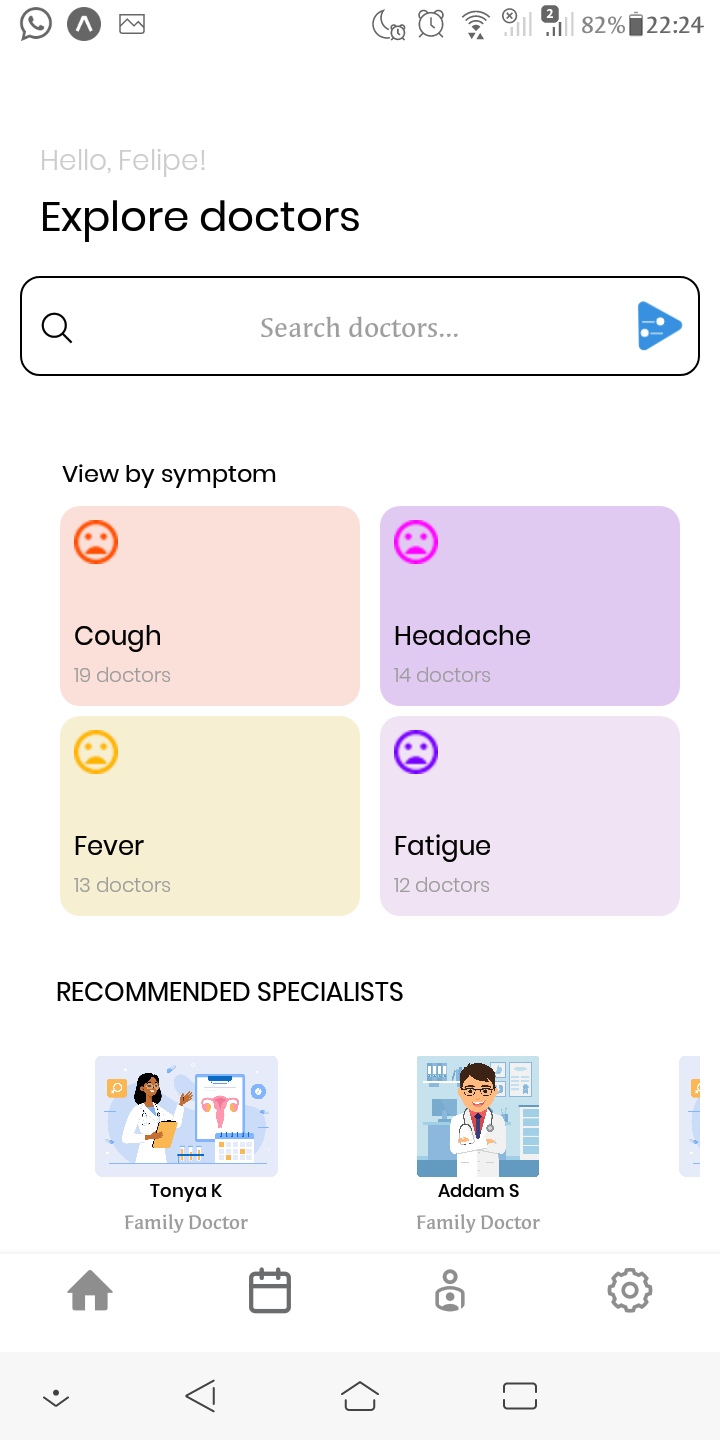 2
82% 22:24
Hello, Felipe!
Explore doctors
Search doctors...
View by symptom
Cough
19 doctors
Headache
14 doctors
Fever
13 doctors
Fatigue
12 doctors
RECOMMENDED SPECIALISTS
Tonya K
Family Doctor
Addam S
Family Doctor